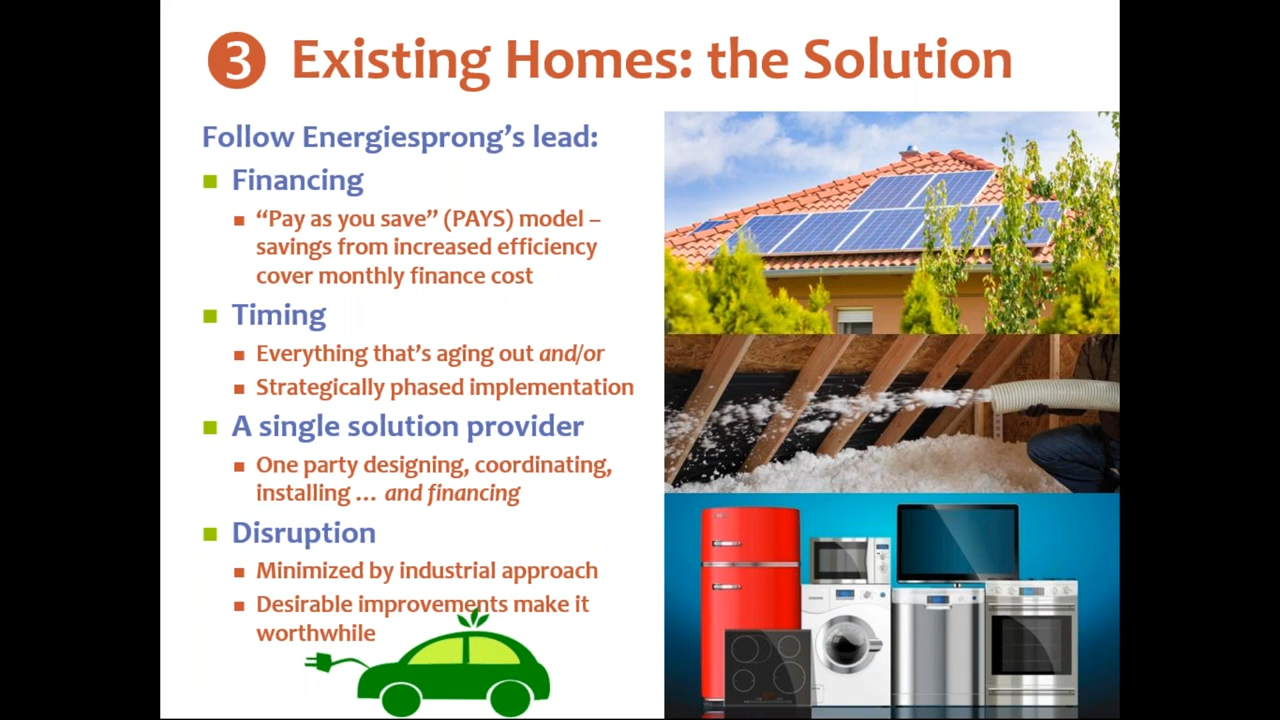 3 Existing Homes: the Solution
Follow Energiesprong’s lead:
Financing
“Pay as you save” (PAYS) model –
savings from increased efficiency
cover monthly finance cost
Timing
Everything that’s aging out and/or
Strategically phased implementation
A single solution provider
One party designing, coordinating,
installing … and financing
Disruption
Minimized by industrial approach
Desirable improvements make it
worthwhile